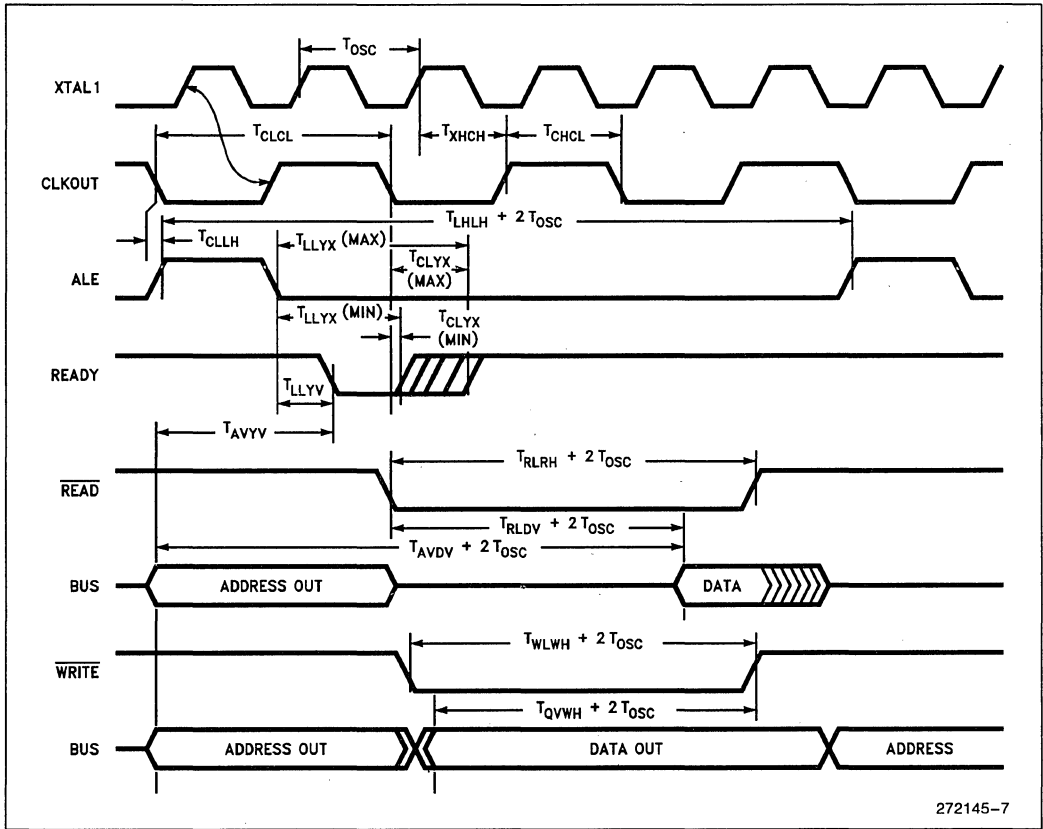 T_OSC
XTAL1
T_CLCL
T_XHCH
T_CHCL
CLKOUT
T_LHLH + 2 T_OSC
T_CLLH
T_LLYX (MAX)
T_CLYX
(MAX)
ALE
T_LLYX (MIN)
T_CLYX
(MIN)
READY
T_LLYV
T_AVYV
T_RLRH + 2 T_OSC
READ
T_RLDV + 2 T_OSC
T_AVDV + 2 T_OSC
BUS
ADDRESS OUT
DATA
T_WLWH + 2 T_OSC
WRITE
T_QVWH + 2 T_OSC
BUS
ADDRESS OUT
DATA OUT
ADDRESS
272145-7